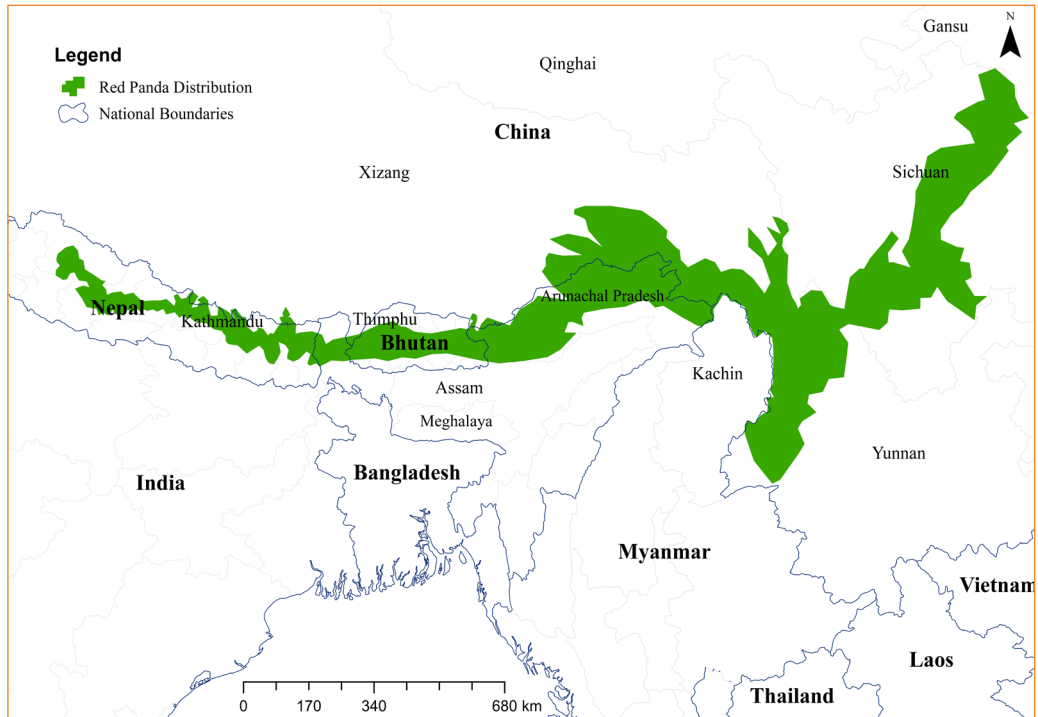 Gansu
N
Legend
Qinghai
Red Panda Distribution
National Boundaries
China
Xizang
Sichuan
Arunachal Pradesh
Nepal
Kathmandu
Thimphu
Bhutan
Kachin
Assam
Meghalaya
Yunnan
Bangladesh
India
Myanmar
Vietnam
Laos
Thailand
0 170 340 680 km